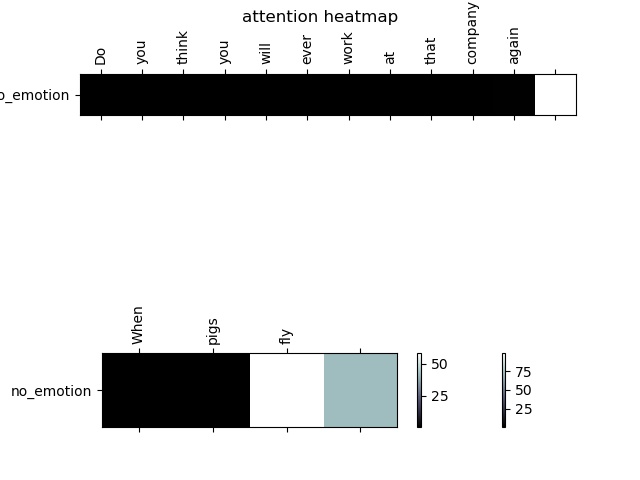 attention heatmap
Do you think you will ever work at that company again
o_emotion
When pigs fly
no_emotion
50
25
75
50
25